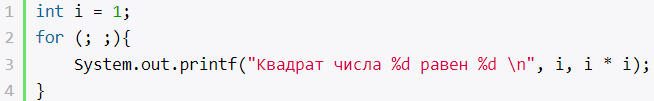 1 int i = 1;
2 for (; ;){
3     System.out.printf("Квадрат числа %d равен %d \n", i, i * i);
4 }